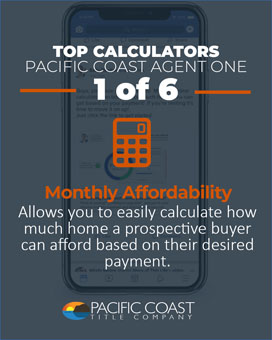 TOP CALCULATORS
PACIFIC COAST AGENT ONE
1 of 6
Monthly Affordability
Allows you to easily calculate how
much home a prospective buyer
can afford based on their desired
payment.
PACIFIC COAST
TITLE COMPANY